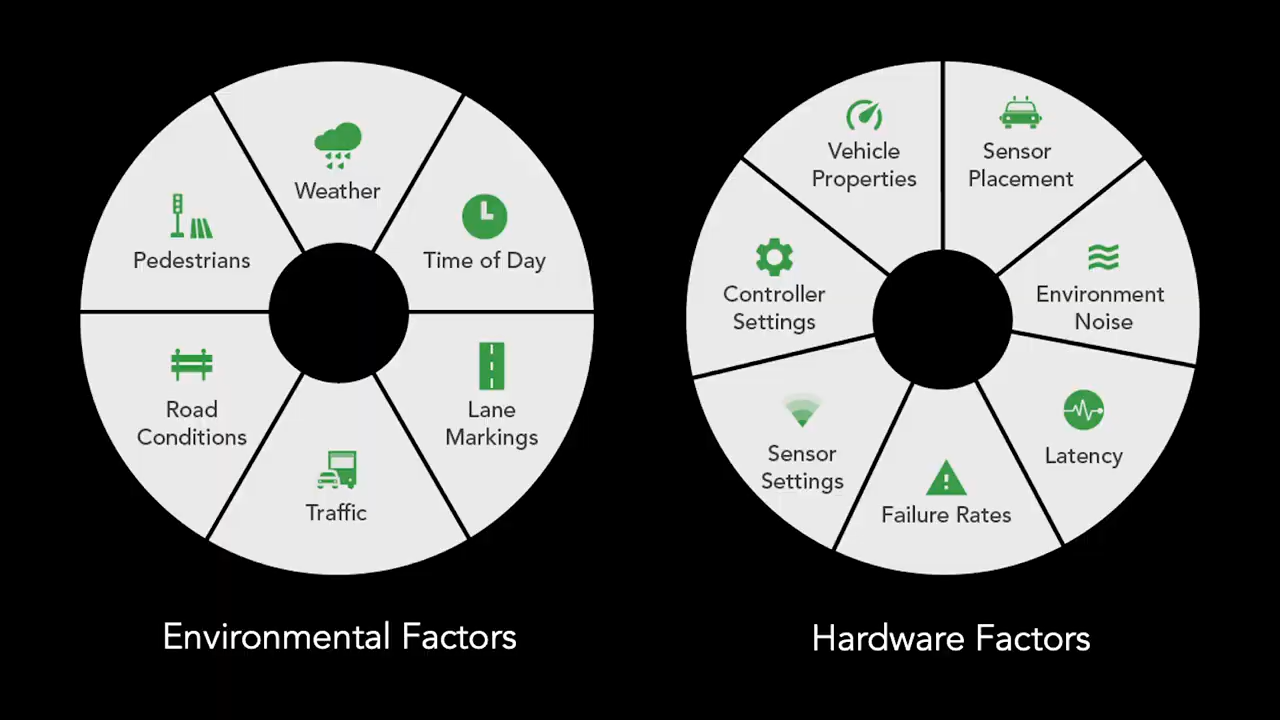 Weather
Pedestrians
Time of Day
Road
Conditions
Lane
Markings
Traffic
Environmental Factors
Vehicle
Properties
Sensor
Placement
Controller
Settings
Environment
Noise
Sensor
Settings
Latency
Failure Rates
Hardware Factors